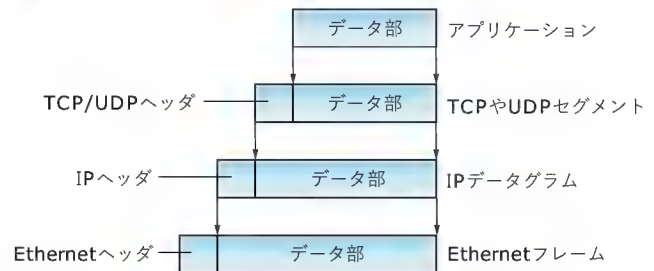 データ部 アプリケーション
TCP/UDPヘッダ データ部 TCPやUDPセグメント
IPヘッダ データ部 IPデータグラム
Ethernetヘッダ データ部 Ethernetフレーム